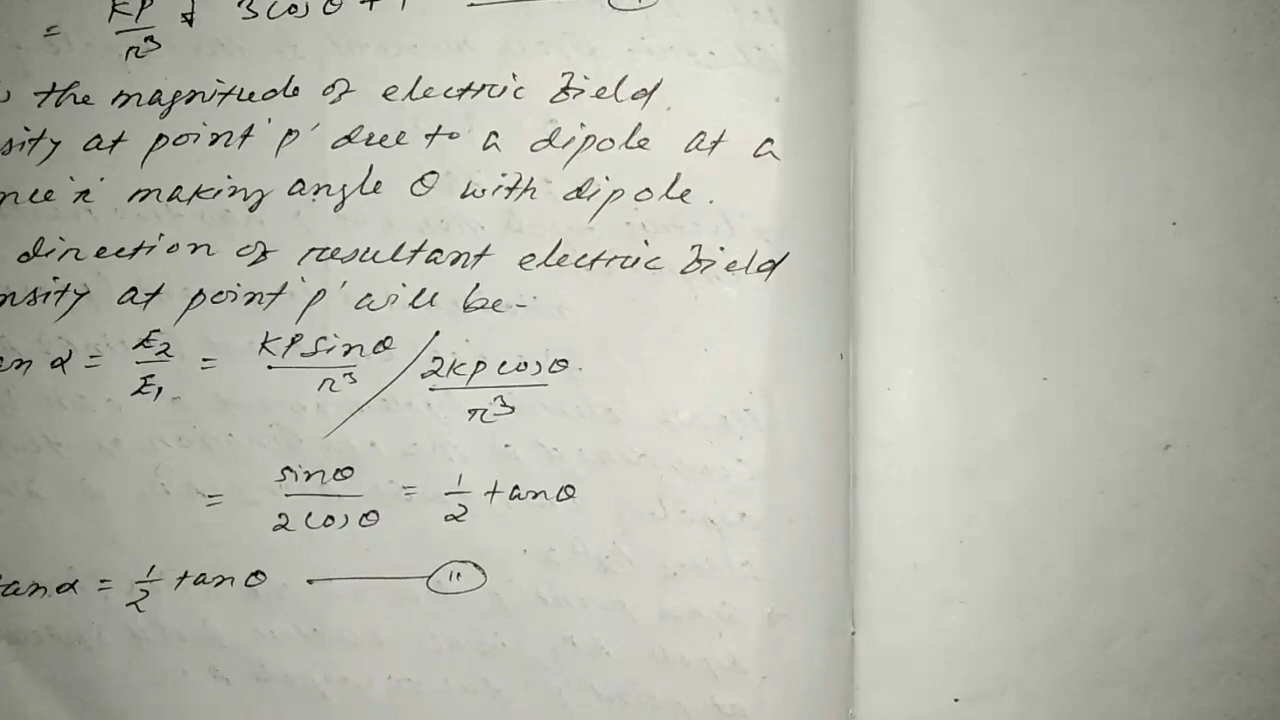 = KP/r³ √ 3cosθ+1
the magnitude of electric field
sity at point 'p' due to a dipole at a
nce 'r' making angle θ with dipole.
direction of resultant electric field
nsity at point 'p' will be-
an α = E₂/E₁ = KPsinθ/r³ / 2KPcosθ/r³
= sinθ/2cosθ = 1/2 tanθ
tanα = 1/2 tanθ — (11)